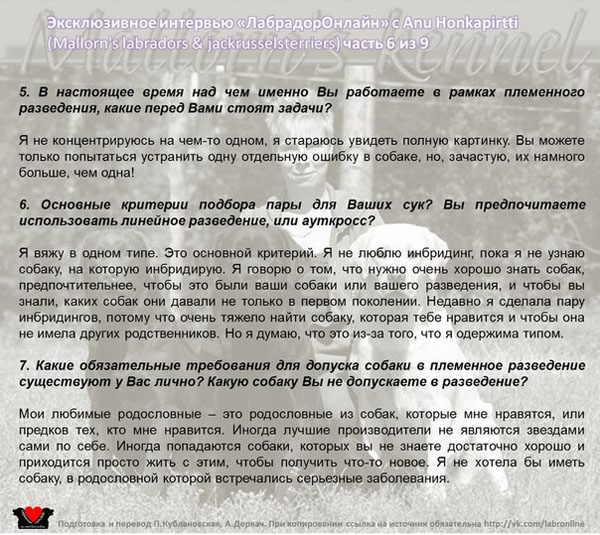 Эксклюзивное интервью «ЛабрадорОнлайн» с Anu Honkapirtti
(Mallorn's labradors & jackrusselsterriers) часть 6 из 9
Mallorn's Kennel
5. В настоящее время над чем именно Вы работаете в рамках племенного
разведения, какие перед Вами стоят задачи?
Я не концентрируюсь на чем-то одном, я стараюсь увидеть полную картинку. Вы можете
только попытаться устранить одну отдельную ошибку в собаке, но, зачастую, их намного
больше, чем одна!
6. Основные критерии подбора пары для Ваших сук? Вы предпочитаете
использовать линейное разведение, или ауткросс?
Я вяжу в одном типе. Это основной критерий. Я не люблю инбридинг, пока я не узнаю
собаку, на которую инбридирую. Я говорю о том, что нужно очень хорошо знать собак,
предпочтительнее, чтобы это были ваши собаки или вашего разведения, и чтобы вы
знали, каких собак они давали не только в первом поколении. Недавно я сделала пару
инбридингов, потому что очень тяжело найти собаку, которая тебе нравится и чтобы она
не имела других родственников. Но я думаю, что это из-за того, что я одержима типом.
7. Какие обязательные требования для допуска собаки в племенное разведение
существуют у Вас лично? Какую собаку Вы не допускаете в разведение?
Мои любимые родословные – это родословные из собак, которые мне нравятся, или
предков тех, кто мне нравится. Иногда лучшие производители не являются звездами
сами по себе. Иногда попадаются собаки, которых вы не знаете достаточно хорошо и
приходится просто жить с этим, чтобы получить что-то новое. Я не хотела бы иметь
собаку, в родословной которой встречались серьезные заболевания.
Подготовка и перевод П.Кублановская, А.Деркач. При копировании ссылка на источник обязательна http://vk.com/labronline